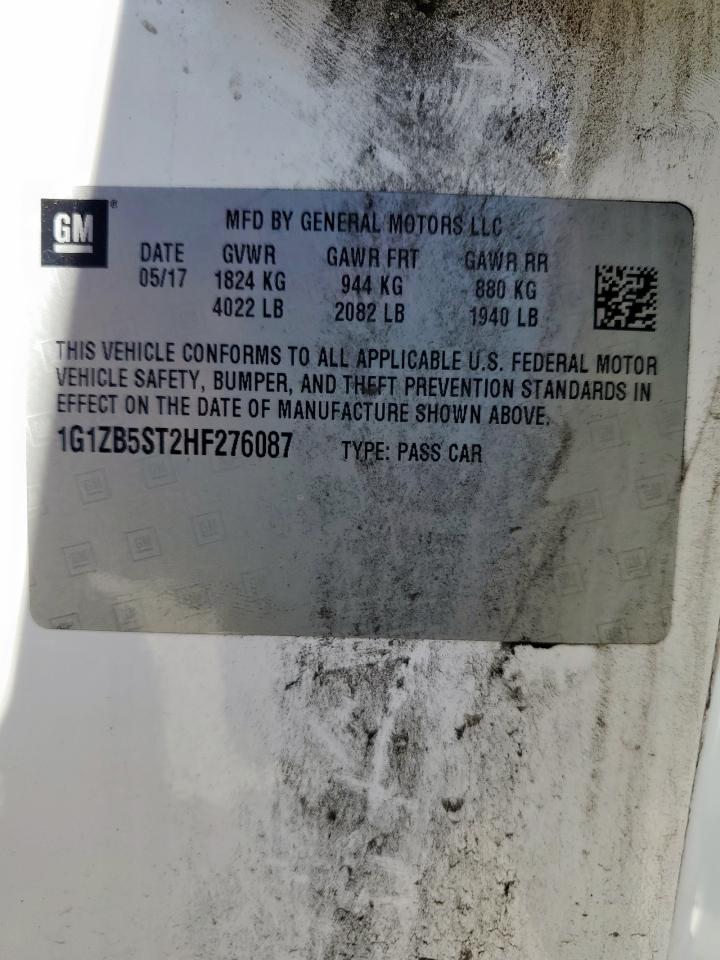 GM®
MFD BY GENERAL MOTORS LLC
DATE GVWR GAWR FRT GAWR RR
05/17 1824 KG 944 KG 880 KG
4022 LB 2082 LB 1940 LB
THIS VEHICLE CONFORMS TO ALL APPLICABLE U.S. FEDERAL MOTOR
VEHICLE SAFETY, BUMPER, AND THEFT PREVENTION STANDARDS IN
EFFECT ON THE DATE OF MANUFACTURE SHOWN ABOVE.
1G1ZB5ST2HF276087 TYPE: PASS CAR